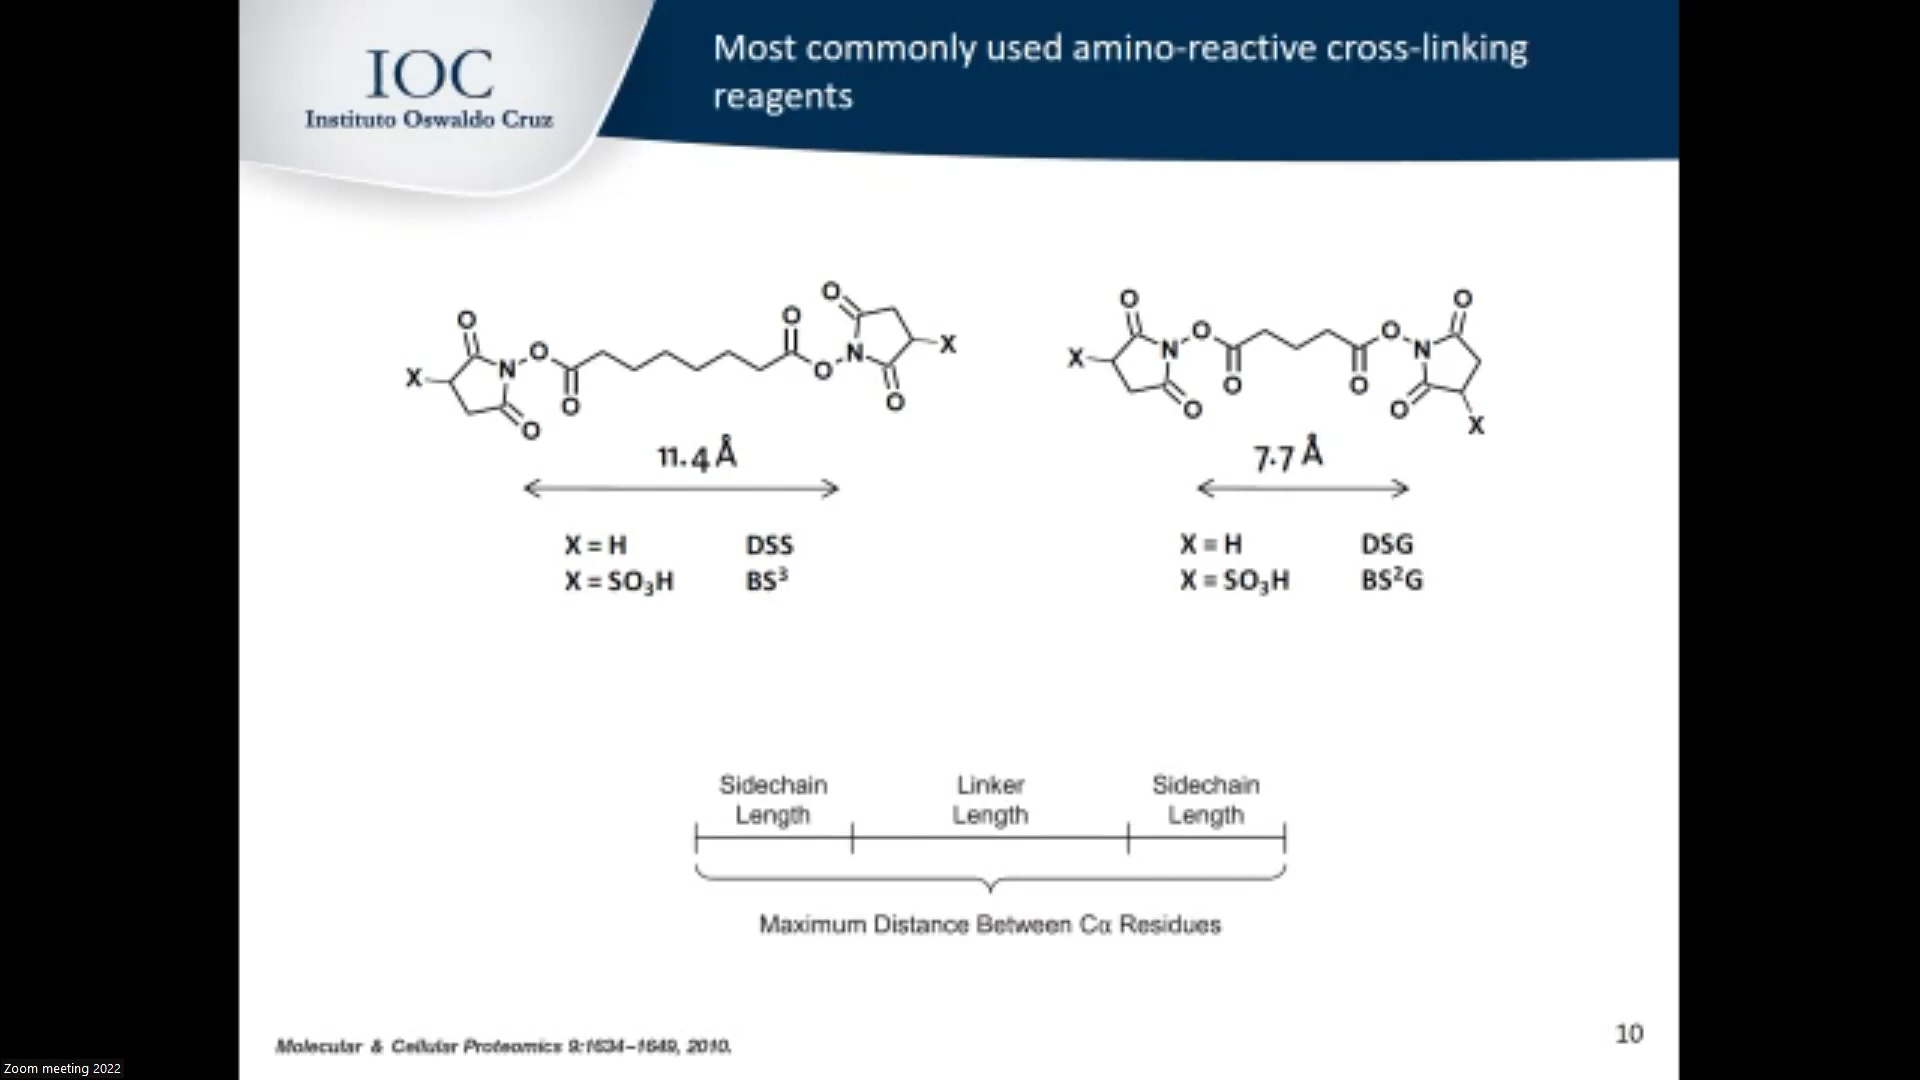 IOC
Instituto Oswaldo Cruz
Most commonly used amino-reactive cross-linking
reagents
O
O
O
N
X
O
O
O
O
O
N
X
O
11.4 Å
X = H DSS
X = SO₃H BS³
O
O
X
N
O
O
O
O
N
O
O
X
7.7 Å
X = H DSG
X = SO₃H BS²G
Sidechain Linker Sidechain
Length Length Length
Maximum Distance Between Cα Residues
Molecular & Cellular Proteomics 9:1634–1649, 2010.
10
Zoom meeting 2022